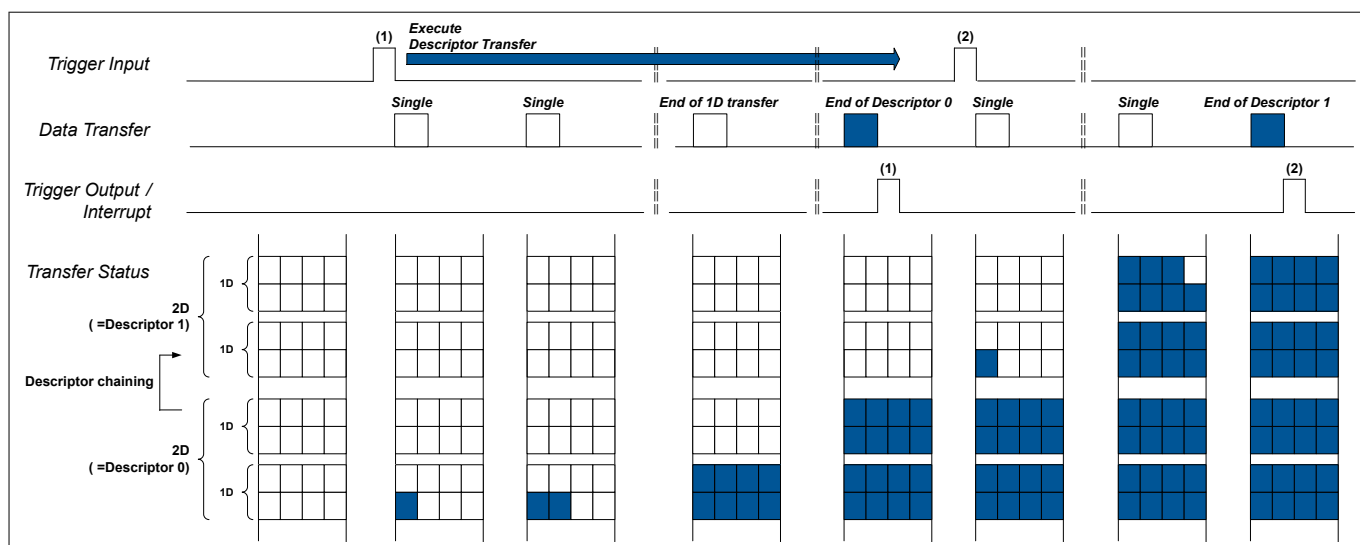 (1)
Execute
Descriptor Transfer
(2)
Trigger Input
Single
Single
End of 1D transfer
End of Descriptor 0
Single
Single
End of Descriptor 1
Data Transfer
(1)
(2)
Trigger Output /
Interrupt
Transfer Status
1D
2D
( =Descriptor 1)
1D
Descriptor chaining
1D
2D
( =Descriptor 0)
1D